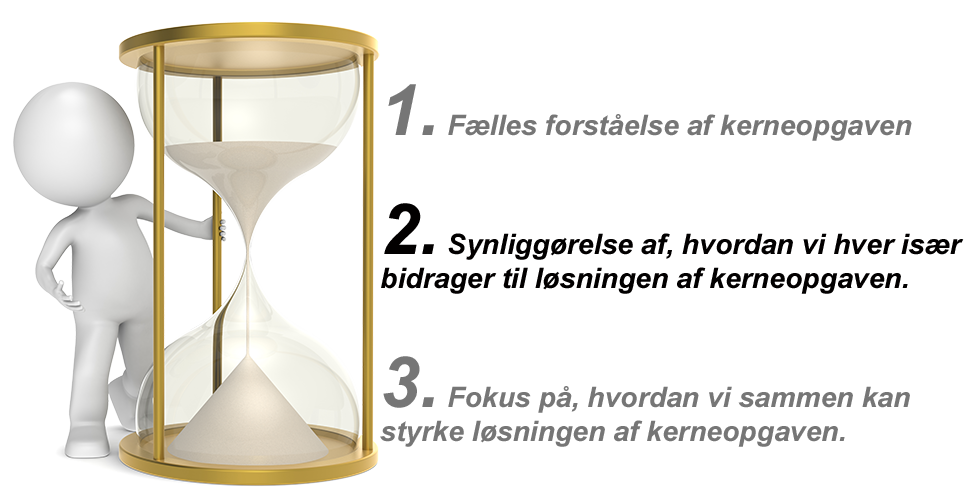 1. Fælles forståelse af kerneopgaven
2. Synliggørelse af, hvordan vi hver især
bidrager til løsningen af kerneopgaven.
3. Fokus på, hvordan vi sammen kan
styrke løsningen af kerneopgaven.